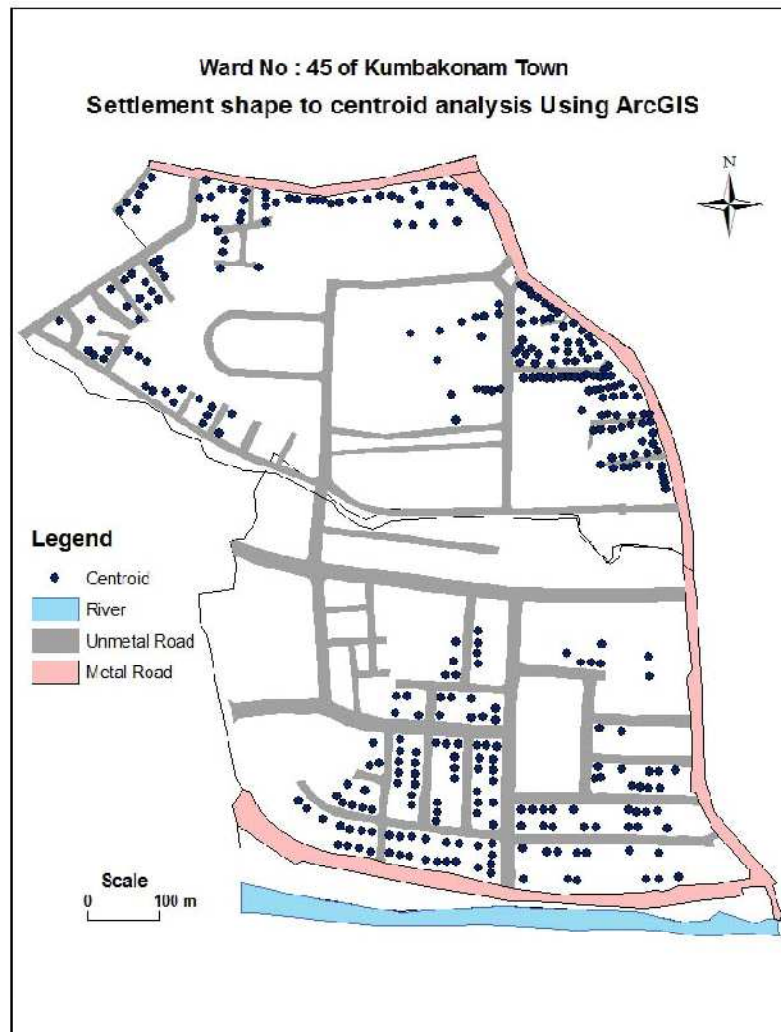 Ward No : 45 of Kumbakonam Town
Settlement shape to centroid analysis Using ArcGIS
N
Legend
Centroid
River
Unmetal Road
Metal Road
Scale
0 100 m